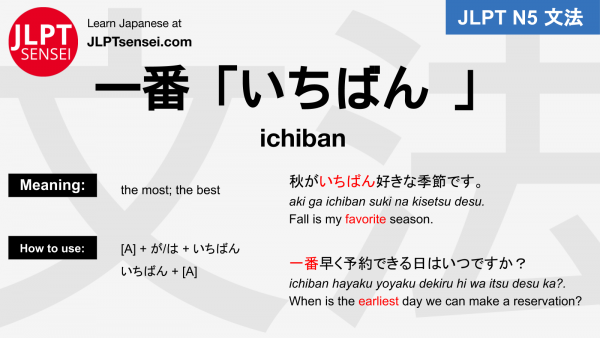 JLPT
SENSEI
Learn Japanese at
JLPTsensei.com
JLPT N5 文法
文法
一番「いちばん 」
ichiban
Meaning:
the most; the best
How to use:
[A] + が/は + いちばん
いちばん + [A]
秋がいちばん好きな季節です。
aki ga ichiban suki na kisetsu desu.
Fall is my favorite season.
一番早く予約できる日はいつですか？
ichiban hayaku yoyaku dekiru hi wa itsu desu ka?.
When is the earliest day we can make a reservation?